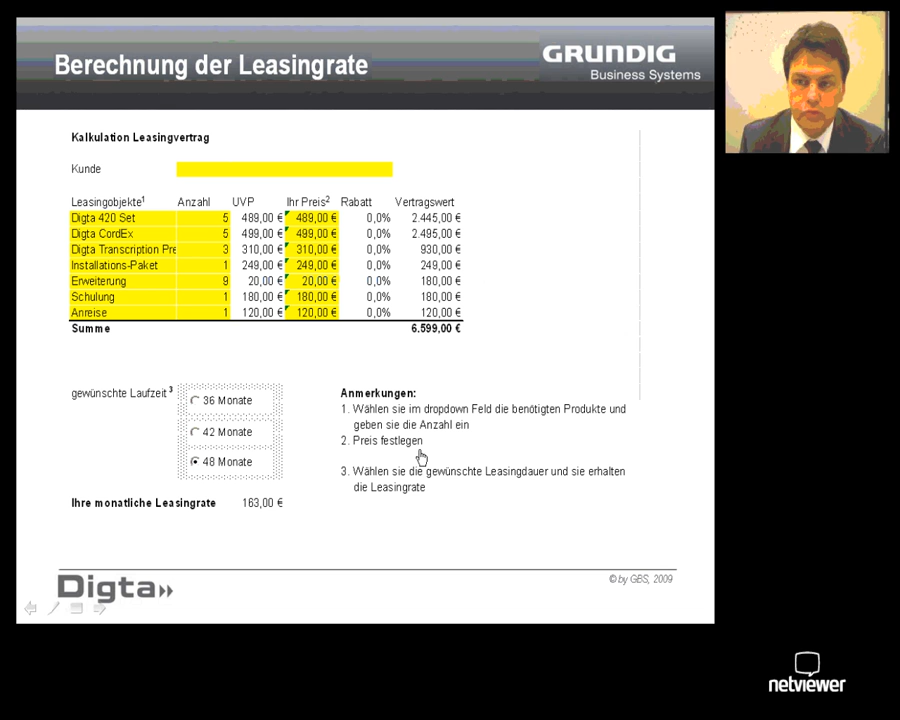 Berechnung der Leasingrate
GRUNDIG
Business Systems
Kalkulation Leasingvertrag
Kunde
Leasingobjekte¹ Anzahl UVP Ihr Preis² Rabatt Vertragswert
Digta 420 Set 5 489,00 € 489,00 € 0,0% 2.445,00 €
Digta CordEx 5 499,00 € 499,00 € 0,0% 2.495,00 €
Digta Transcription Pre 3 310,00 € 310,00 € 0,0% 930,00 €
Installations-Paket 1 249,00 € 249,00 € 0,0% 249,00 €
Erweiterung 9 20,00 € 20,00 € 0,0% 180,00 €
Schulung 1 180,00 € 180,00 € 0,0% 180,00 €
Anreise 1 120,00 € 120,00 € 0,0% 120,00 €
Summe 6.599,00 €
gewünschte Laufzeit ³
36 Monate
42 Monate
48 Monate
Anmerkungen:
1. Wählen sie im dropdown Feld die benötigten Produkte und
geben sie die Anzahl ein
2. Preis festlegen
3. Wählen sie die gewünschte Leasingdauer und sie erhalten
die Leasingrate
Ihre monatliche Leasingrate 163,00 €
Digta
© by GBS, 2009
netviewer